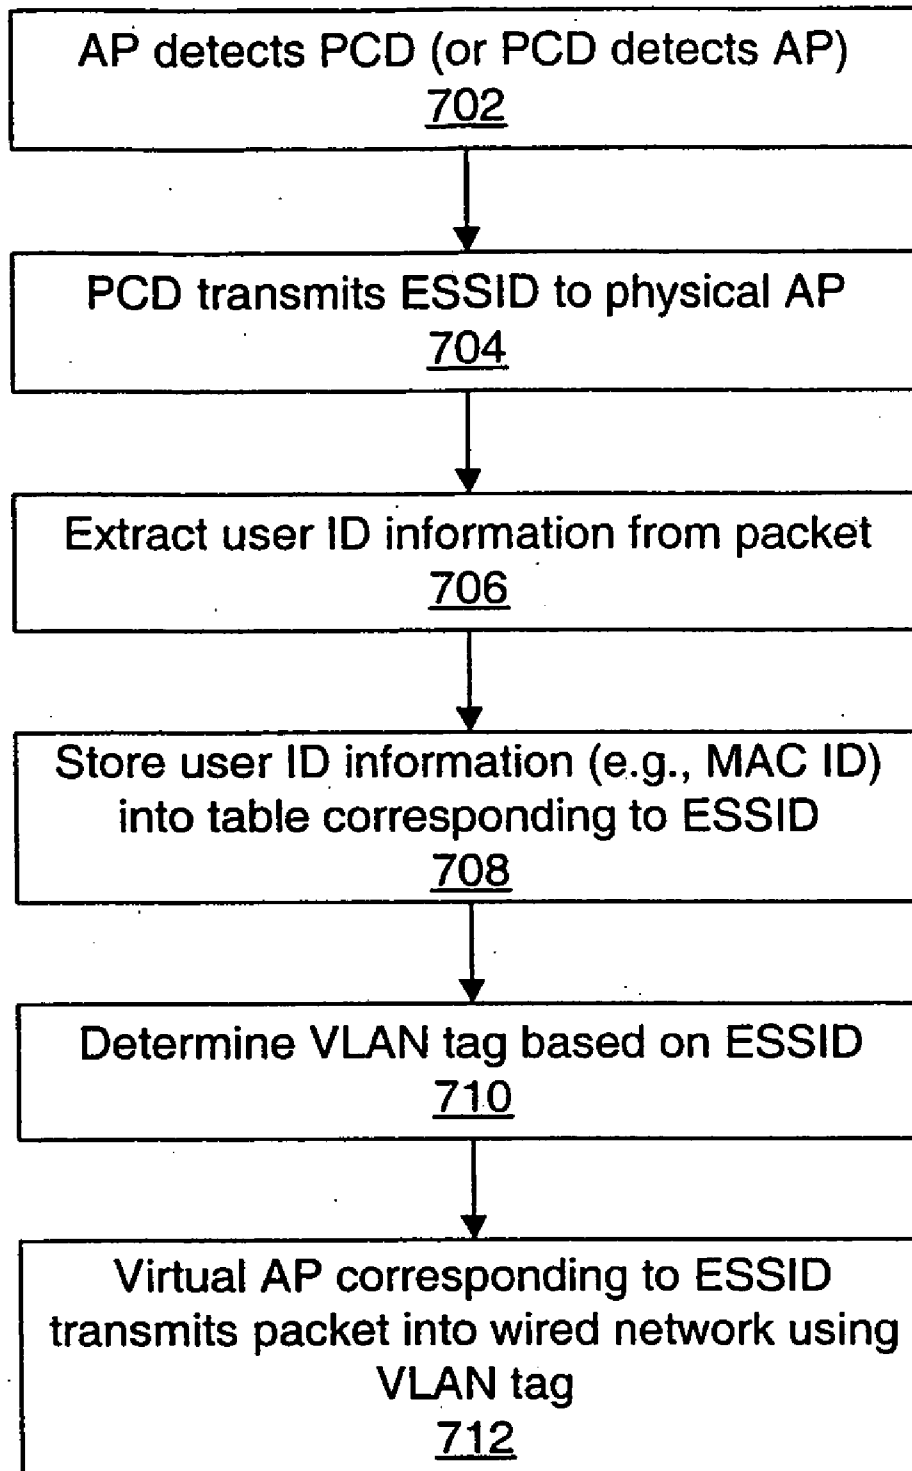 AP detects PCD (or PCD detects AP)
702
PCD transmits ESSID to physical AP
704
Extract user ID information from packet
706
Store user ID information (e.g., MAC ID)
into table corresponding to ESSID
708
Determine VLAN tag based on ESSID
710
Virtual AP corresponding to ESSID
transmits packet into wired network using
VLAN tag
712